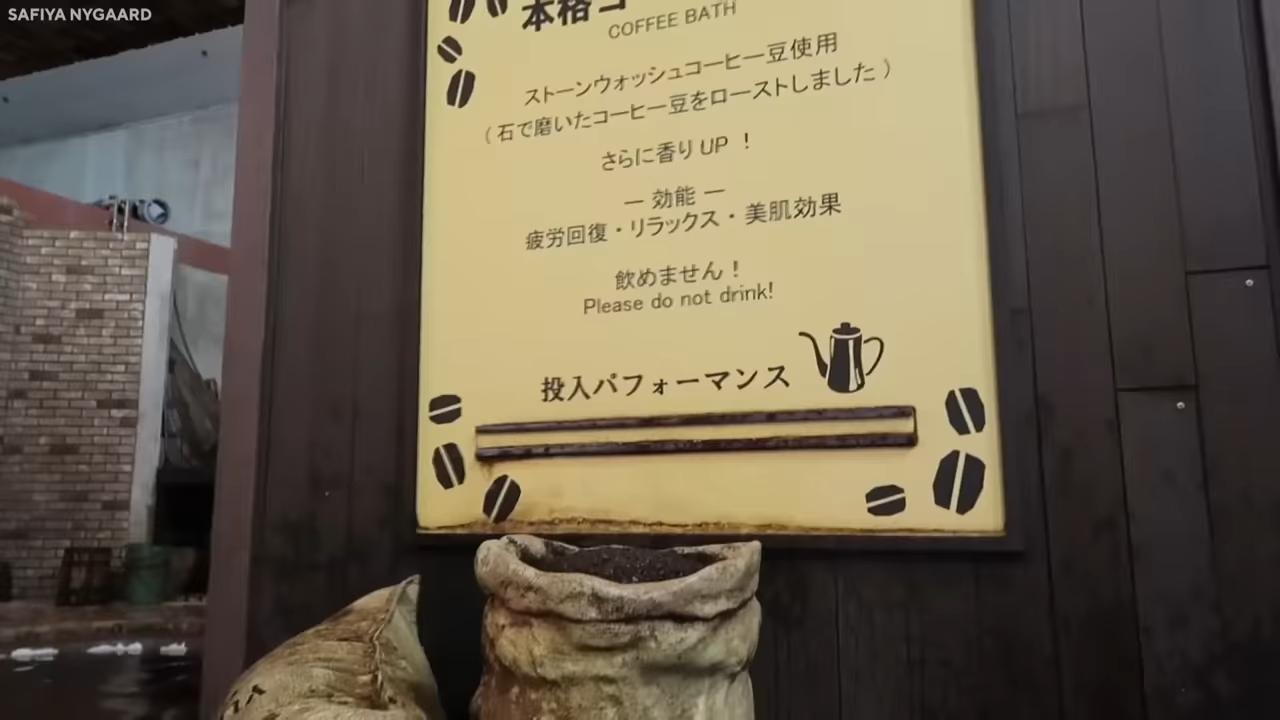 SAFIYA NYGAARD
本格コ
COFFEE BATH
ストーンウォッシュコーヒー豆使用
（石で磨いたコーヒー豆をローストしました）
さらに香りUP！
― 効能 ―
疲労回復・リラックス・美肌効果
飲めません！
Please do not drink!
投入パフォーマンス